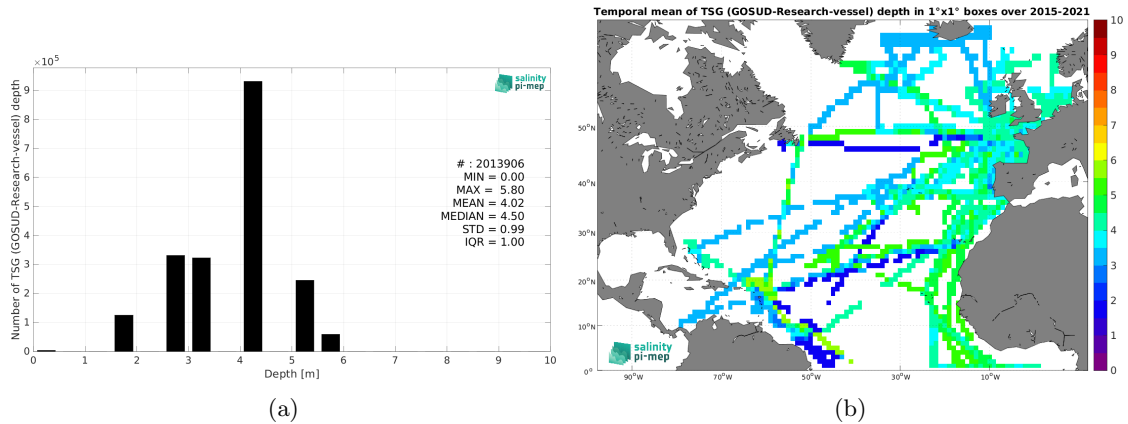 ×10^5
9
8
7
6
5
4
3
2
1
0
Number of TSG (GOSUD-Research-vessel) depth
salinity
pi-mep
# : 2013906
MIN = 0.00
MAX = 5.80
MEAN = 4.02
MEDIAN = 4.50
STD = 0.99
IQR = 1.00
0 1 2 3 4 5 6 7 8 9 10
Depth [m]
(a)
Temporal mean of TSG (GOSUD-Research-vessel) depth in 1°x1° boxes over 2015-2021
50°N
40°N
30°N
20°N
10°N
0°
salinity
pi-mep
90°W 70°W 50°W 30°W 10°W
10
9
8
7
6
5
4
3
2
1
0
(b)